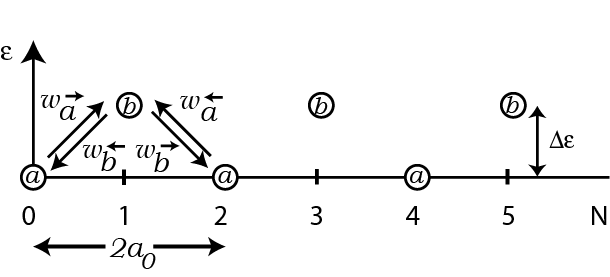 ε
w→a b w←a b b
w←b w→b Δε
a a a
0 1 2 3 4 5 N
2a0